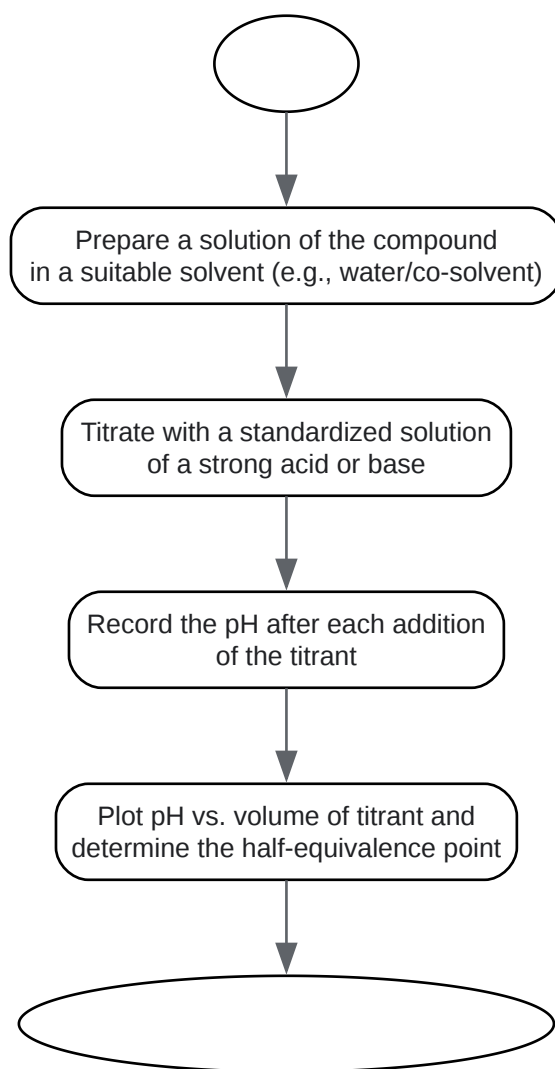 Prepare a solution of the compound
in a suitable solvent (e.g., water/co-solvent)
Titrate with a standardized solution
of a strong acid or base
Record the pH after each addition
of the titrant
Plot pH vs. volume of titrant and
determine the half-equivalence point